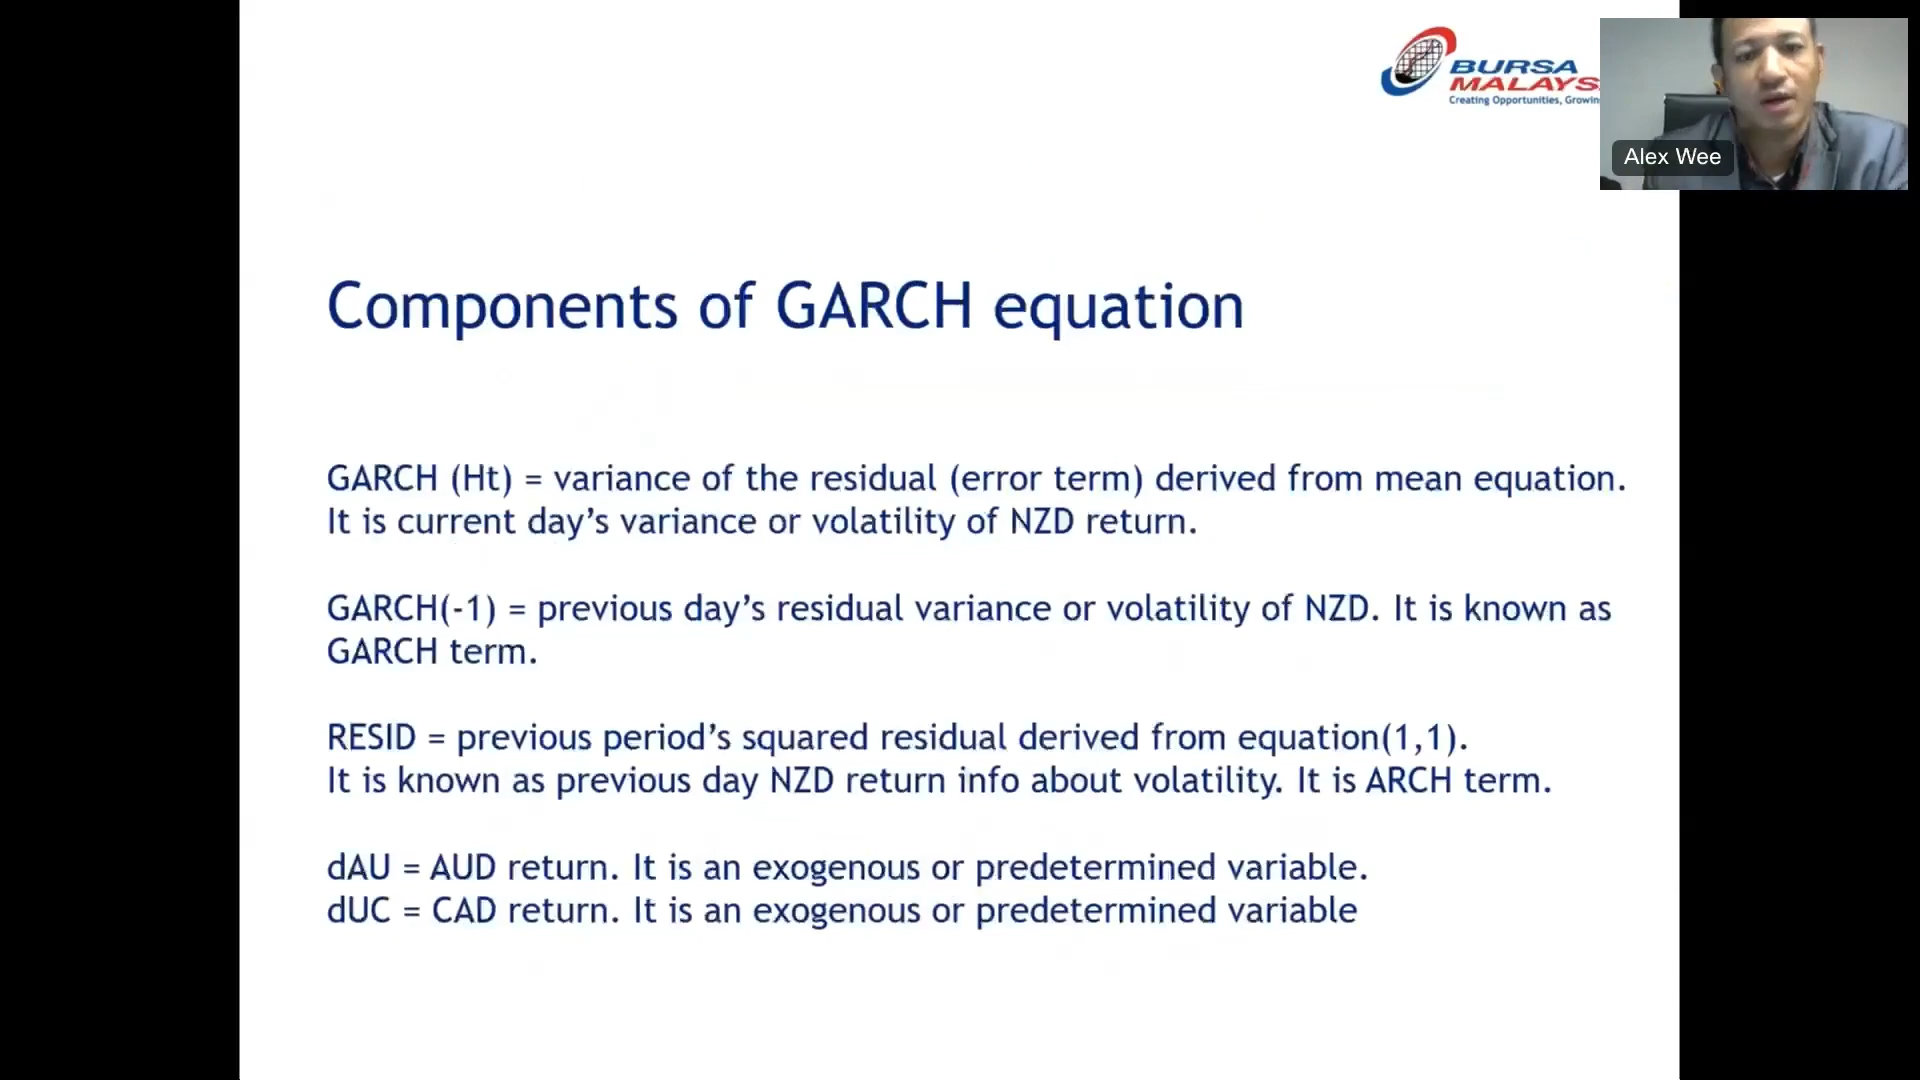 BURSA
MALAYS
Creating Opportunities, Growin
Alex Wee
Components of GARCH equation
GARCH (Ht) = variance of the residual (error term) derived from mean equation.
It is current day’s variance or volatility of NZD return.
GARCH(-1) = previous day’s residual variance or volatility of NZD. It is known as
GARCH term.
RESID = previous period’s squared residual derived from equation(1,1).
It is known as previous day NZD return info about volatility. It is ARCH term.
dAU = AUD return. It is an exogenous or predetermined variable.
dUC = CAD return. It is an exogenous or predetermined variable